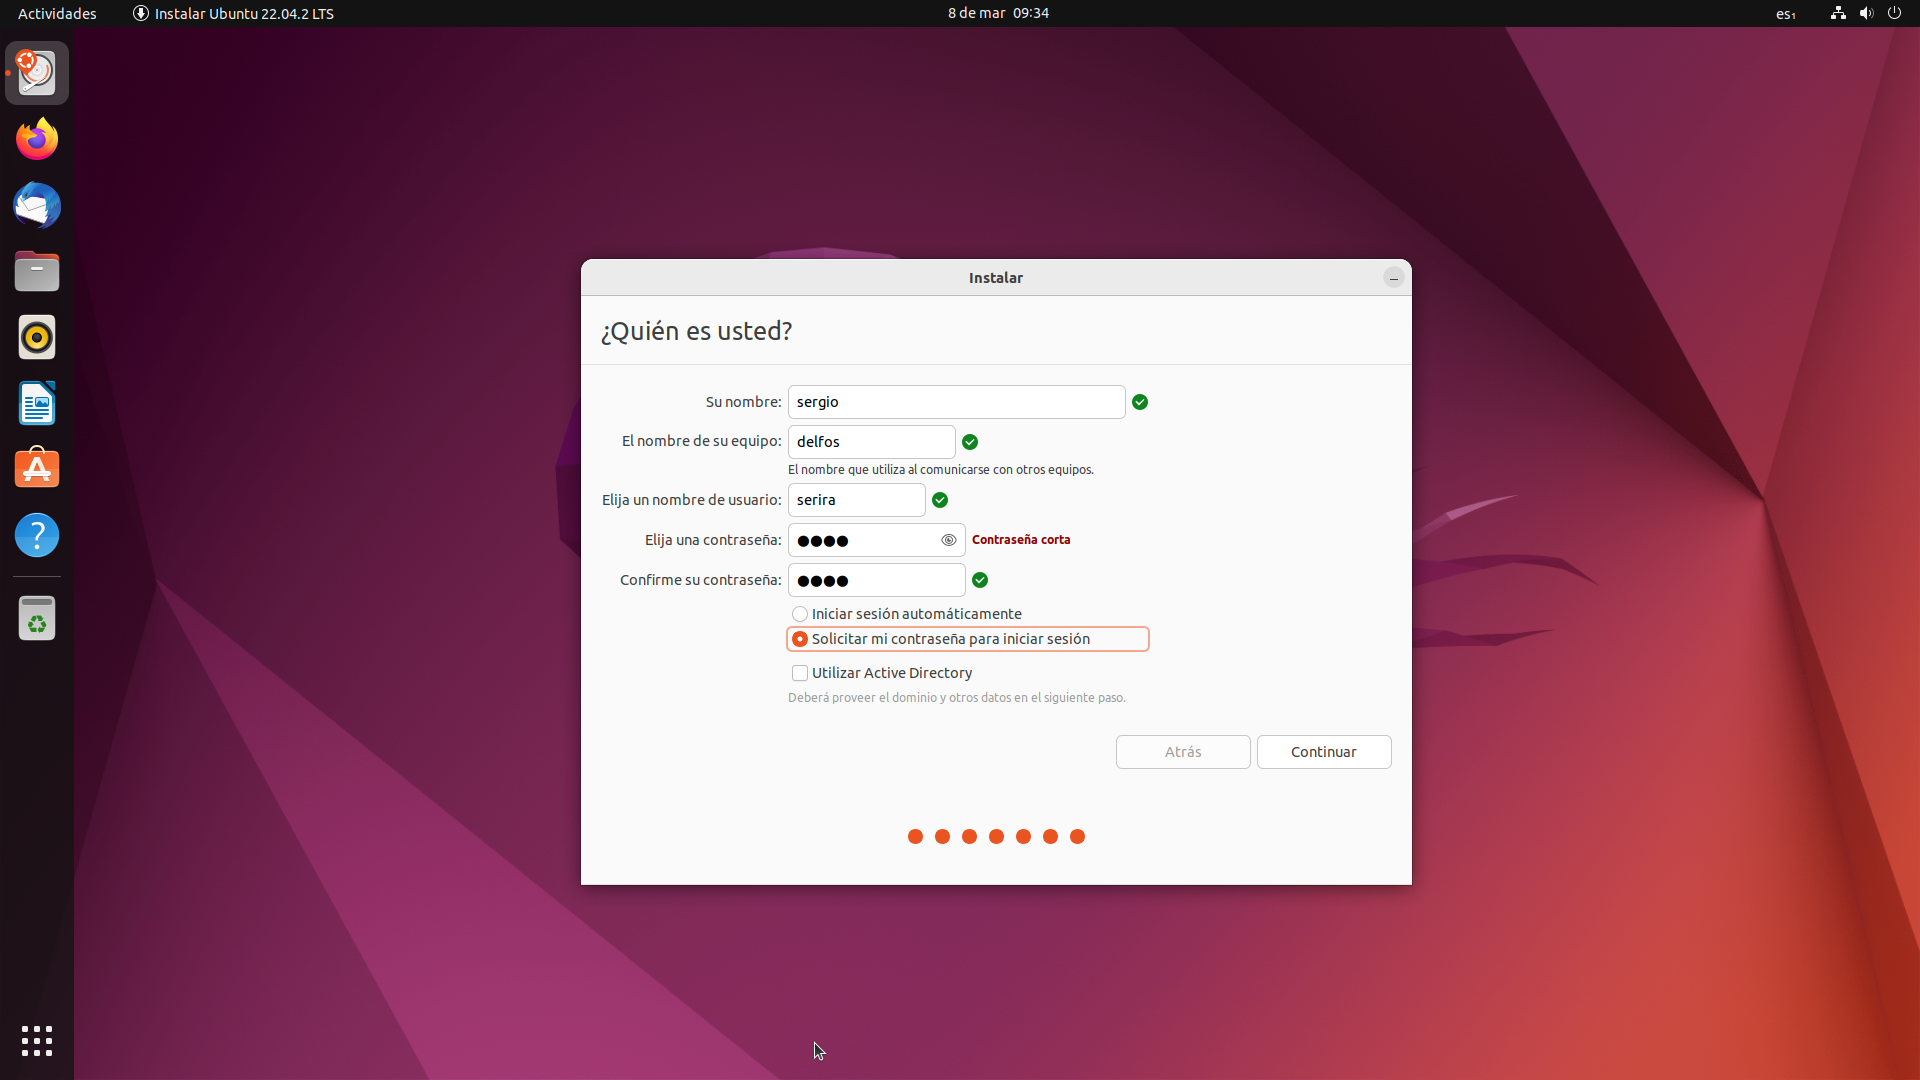 Actividades
Instalar Ubuntu 22.04.2 LTS
8 de mar 09:34
es₁
Instalar
¿Quién es usted?
Su nombre: sergio
El nombre de su equipo: delfos
El nombre que utiliza al comunicarse con otros equipos.
Elija un nombre de usuario: serira
Elija una contraseña: ●●●● Contraseña corta
Confirme su contraseña: ●●●●
Iniciar sesión automáticamente
Solicitar mi contraseña para iniciar sesión
Utilizar Active Directory
Deberá proveer el dominio y otros datos en el siguiente paso.
Atrás
Continuar